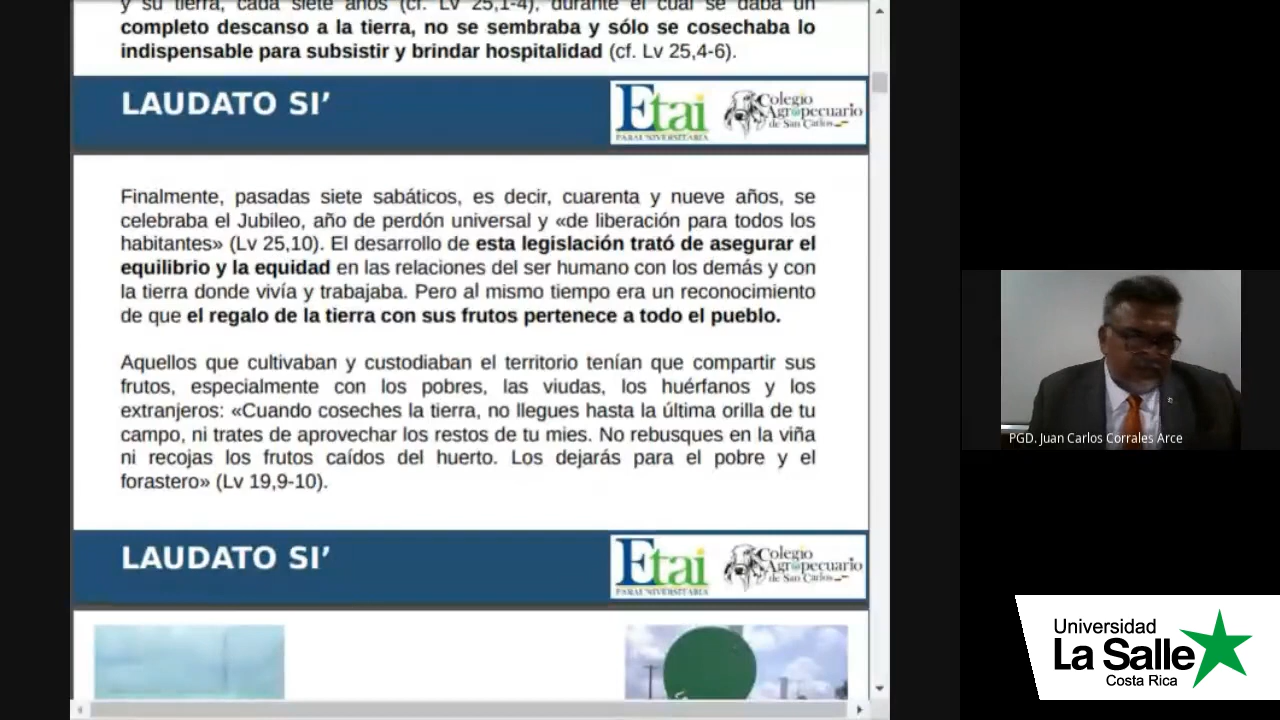 y su tierra, cada siete años (cf. Lv 25,1-4), durante el cual se daba un
completo descanso a la tierra, no se sembraba y sólo se cosechaba lo
indispensable para subsistir y brindar hospitalidad (cf. Lv 25,4-6).
LAUDATO SI’
Etai
PARAUNIVERSITARIA
Colegio
Agropecuario
de San Carlos
Finalmente, pasadas siete sabáticos, es decir, cuarenta y nueve años, se
celebraba el Jubileo, año de perdón universal y «de liberación para todos los
habitantes» (Lv 25,10). El desarrollo de esta legislación trató de asegurar el
equilibrio y la equidad en las relaciones del ser humano con los demás y con
la tierra donde vivía y trabajaba. Pero al mismo tiempo era un reconocimiento
de que el regalo de la tierra con sus frutos pertenece a todo el pueblo.
Aquellos que cultivaban y custodiaban el territorio tenían que compartir sus
frutos, especialmente con los pobres, las viudas, los huérfanos y los
extranjeros: «Cuando coseches la tierra, no llegues hasta la última orilla de tu
campo, ni trates de aprovechar los restos de tu mies. No rebusques en la viña
ni recojas los frutos caídos del huerto. Los dejarás para el pobre y el
forastero» (Lv 19,9-10).
LAUDATO SI’
Etai
PARAUNIVERSITARIA
Colegio
Agropecuario
de San Carlos
PGD. Juan Carlos Corrales Arce
Universidad
La Salle
Costa Rica